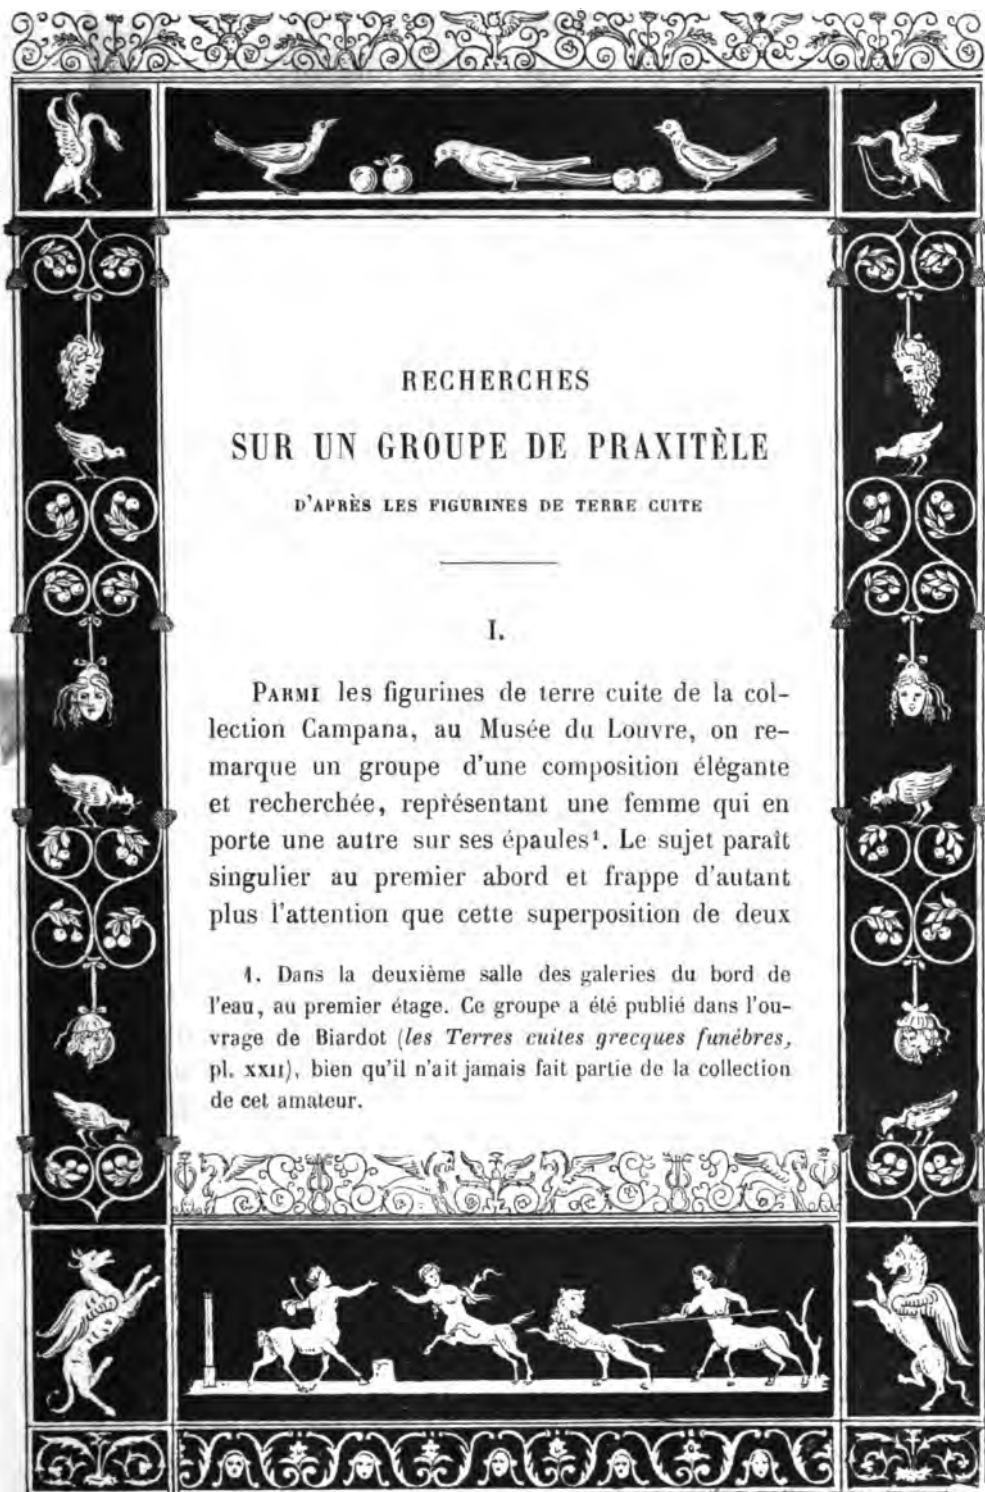 RECHERCHES
SUR UN GROUPE DE PRAXITÈLE
D'APRÈS LES FIGURINES DE TERRE CUITE
I.
PARMI les figurines de terre cuite de la col-
lection Campana, au Musée du Louvre, on re-
marque un groupe d'une composition élégante
et recherchée, représentant une femme qui en
porte une autre sur ses épaules¹. Le sujet paraît
singulier au premier abord et frappe d'autant
plus l'attention que cette superposition de deux
1. Dans la deuxième salle des galeries du bord de
l'eau, au premier étage. Ce groupe a été publié dans l'ou-
vrage de Biardot (les Terres cuites grecques funèbres,
pl. XXII), bien qu'il n'ait jamais fait partie de la collection
de cet amateur.